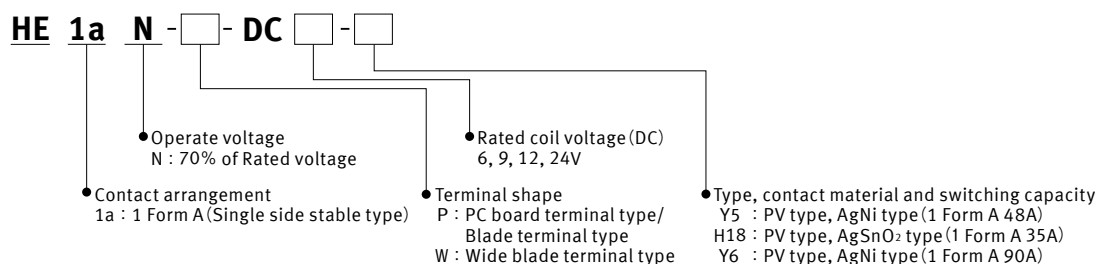 HE 1a N - □ - DC □ - □
Operate voltage
N : 70% of Rated voltage
Rated coil voltage (DC)
6, 9, 12, 24V
Contact arrangement
1a : 1 Form A (Single side stable type)
Terminal shape
P : PC board terminal type/
Blade terminal type
W : Wide blade terminal type
Type, contact material and switching capacity
Y5 : PV type, AgNi type (1 Form A 48A)
H18 : PV type, AgSnO₂ type (1 Form A 35A)
Y6 : PV type, AgNi type (1 Form A 90A)